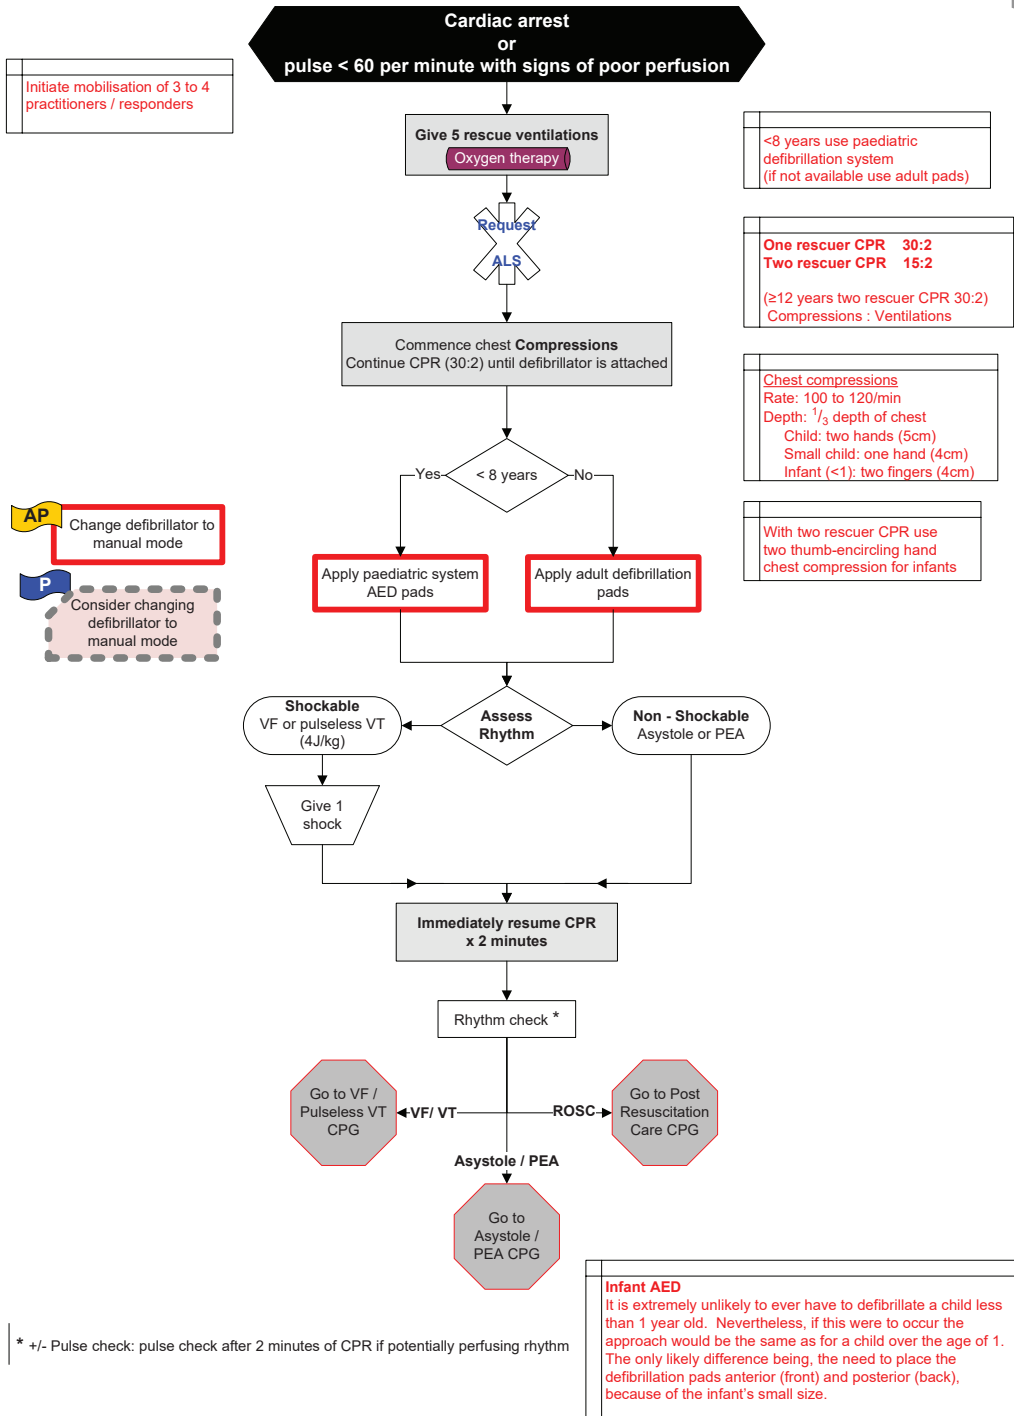 Cardiac arrest
or
pulse < 60 per minute with signs of poor perfusion
Initiate mobilisation of 3 to 4
practitioners / responders
Give 5 rescue ventilations
Oxygen therapy
<8 years use paediatric
defibrillation system
(if not available use adult pads)
Request
ALS
One rescuer CPR 30:2
Two rescuer CPR 15:2
(≥12 years two rescuer CPR 30:2)
Compressions : Ventilations
Commence chest Compressions
Continue CPR (30:2) until defibrillator is attached
Chest compressions
Rate: 100 to 120/min
Depth: 1/3 depth of chest
Child: two hands (5cm)
Small child: one hand (4cm)
Infant (<1): two fingers (4cm)
Yes
< 8 years
No
With two rescuer CPR use
two thumb-encircling hand
chest compression for infants
AP
Change defibrillator to
manual mode
P
Consider changing
defibrillator to
manual mode
Apply paediatric system
AED pads
Apply adult defibrillation
pads
Shockable
VF or pulseless VT
(4J/kg)
Assess
Rhythm
Non - Shockable
Asystole or PEA
Give 1
shock
Immediately resume CPR
x 2 minutes
Rhythm check *
Go to VF /
Pulseless VT
CPG
VF/ VT
ROSC
Go to Post
Resuscitation
Care CPG
Asystole / PEA
Go to
Asystole /
PEA CPG
Infant AED
It is extremely unlikely to ever have to defibrillate a child less
than 1 year old. Nevertheless, if this were to occur the
approach would be the same as for a child over the age of 1.
The only likely difference being, the need to place the
defibrillation pads anterior (front) and posterior (back),
because of the infant's small size.
* +/- Pulse check: pulse check after 2 minutes of CPR if potentially perfusing rhythm